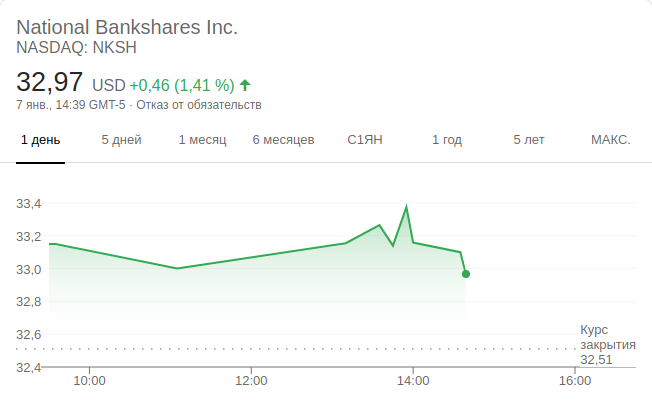 National Bankshares Inc.
NASDAQ: NKSH
32,97 USD +0,46 (1,41 %)
7 янв., 14:39 GMT-5 · Отказ от обязательств
1 день 5 дней 1 месяц 6 месяцев С1ЯН 1 год 5 лет МАКС.
33,4
33,2
33,0
32,8
32,6
Курс
закрытия
32,51
32,4
10:00 12:00 14:00 16:00